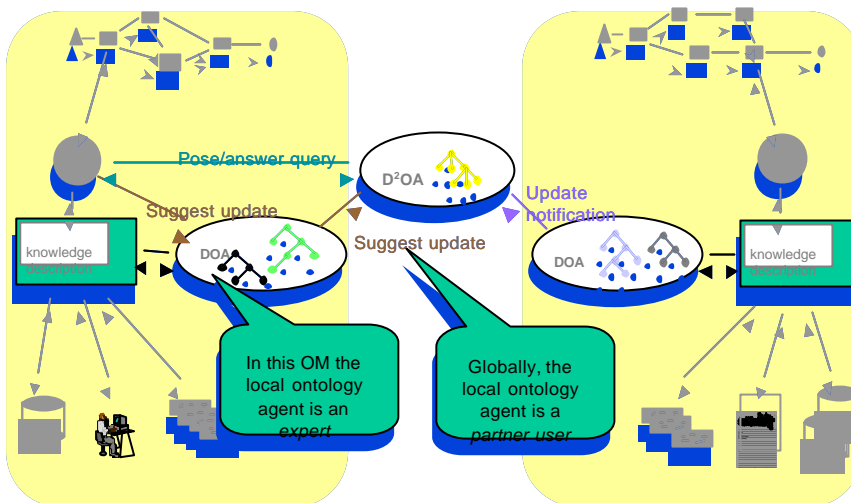 Pose/answer query
D²OA
Suggest update
Update
notification
Suggest update
knowledge
description
DOA
DOA
knowledge
description
In this OM the
local ontology
agent is an
expert
Globally, the
local ontology
agent is a
partner user